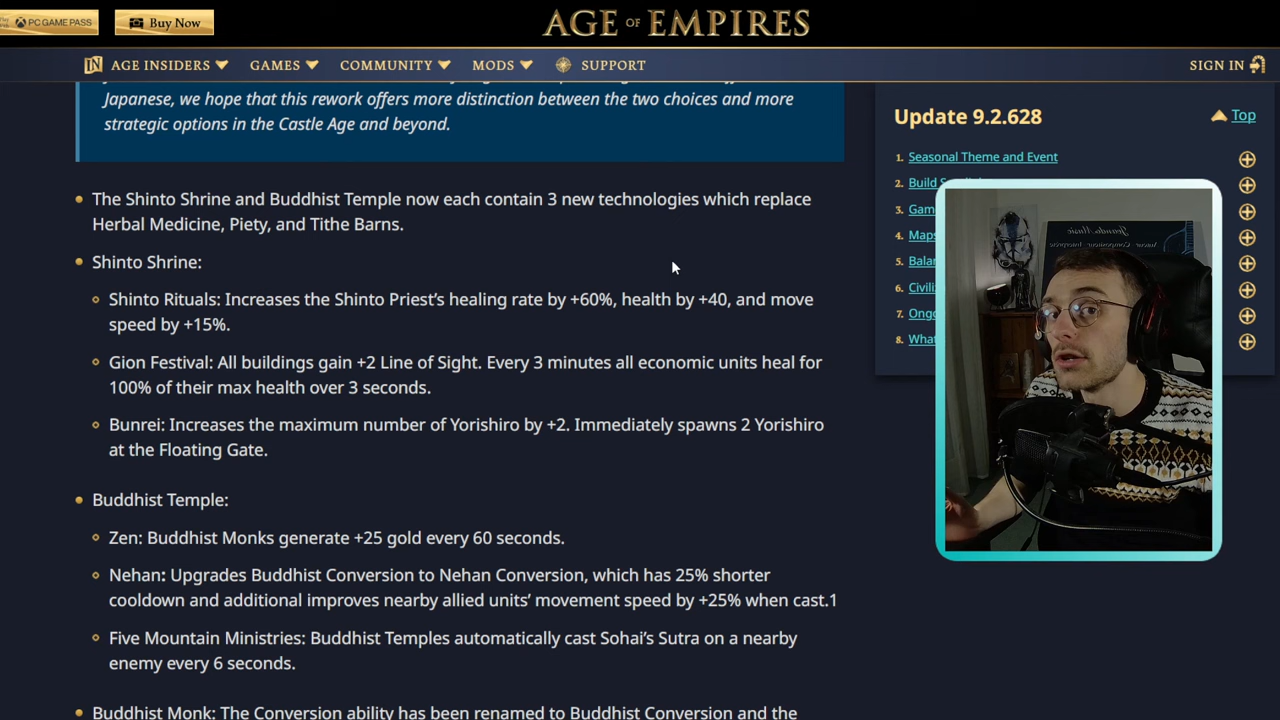 PC GAME PASS
Buy Now
AGE OF EMPIRES
AGE INSIDERS
GAMES
COMMUNITY
MODS
SUPPORT
SIGN IN
Japanese, we hope that this rework offers more distinction between the two choices and more
strategic options in the Castle Age and beyond.
The Shinto Shrine and Buddhist Temple now each contain 3 new technologies which replace
Herbal Medicine, Piety, and Tithe Barns.
Shinto Shrine:
Shinto Rituals: Increases the Shinto Priest's healing rate by +60%, health by +40, and move
speed by +15%.
Gion Festival: All buildings gain +2 Line of Sight. Every 3 minutes all economic units heal for
100% of their max health over 3 seconds.
Bunrei: Increases the maximum number of Yorishiro by +2. Immediately spawns 2 Yorishiro
at the Floating Gate.
Buddhist Temple:
Zen: Buddhist Monks generate +25 gold every 60 seconds.
Nehan: Upgrades Buddhist Conversion to Nehan Conversion, which has 25% shorter
cooldown and additional improves nearby allied units' movement speed by +25% when cast.1
Five Mountain Ministries: Buddhist Temples automatically cast Sohai's Sutra on a nearby
enemy every 6 seconds.
Buddhist Monk: The Conversion ability has been renamed to Buddhist Conversion and the
Update 9.2.628
Top
1. Seasonal Theme and Event
2.
3.
4. Maps
5.
6.
7.
8.